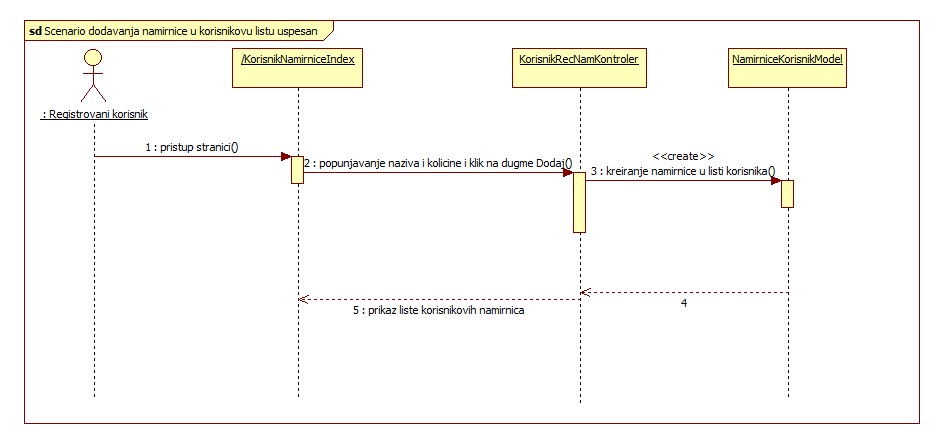 sd Scenario dodavanja namirnice u korisnikovu listu uspesan
/KorisnikNamirniceIndex
KorisnikRecNamKontroler
NamirniceKorisnikModel
: Registrovani korisnik
1 : pristup stranici()
2 : popunjavanje naziva i kolicine i klik na dugme Dodaj()
<<create>>
3 : kreiranje namirnice u listi korisnika()
4
5 : prikaz liste korisnikovih namirnica